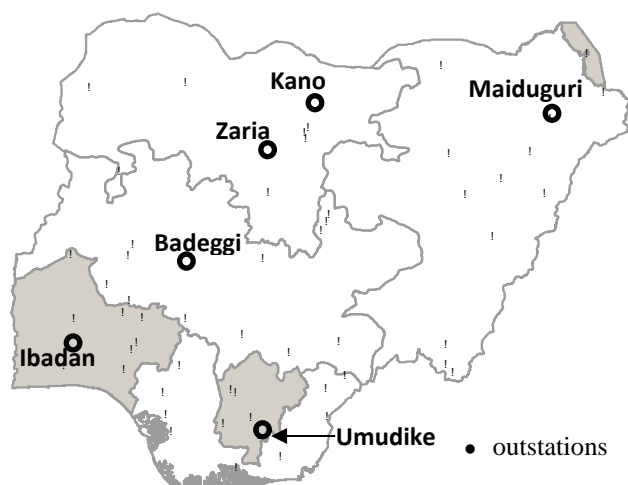 Kano
Maiduguri
Zaria
Badeggi
Ibadan
Umudike
• outstations